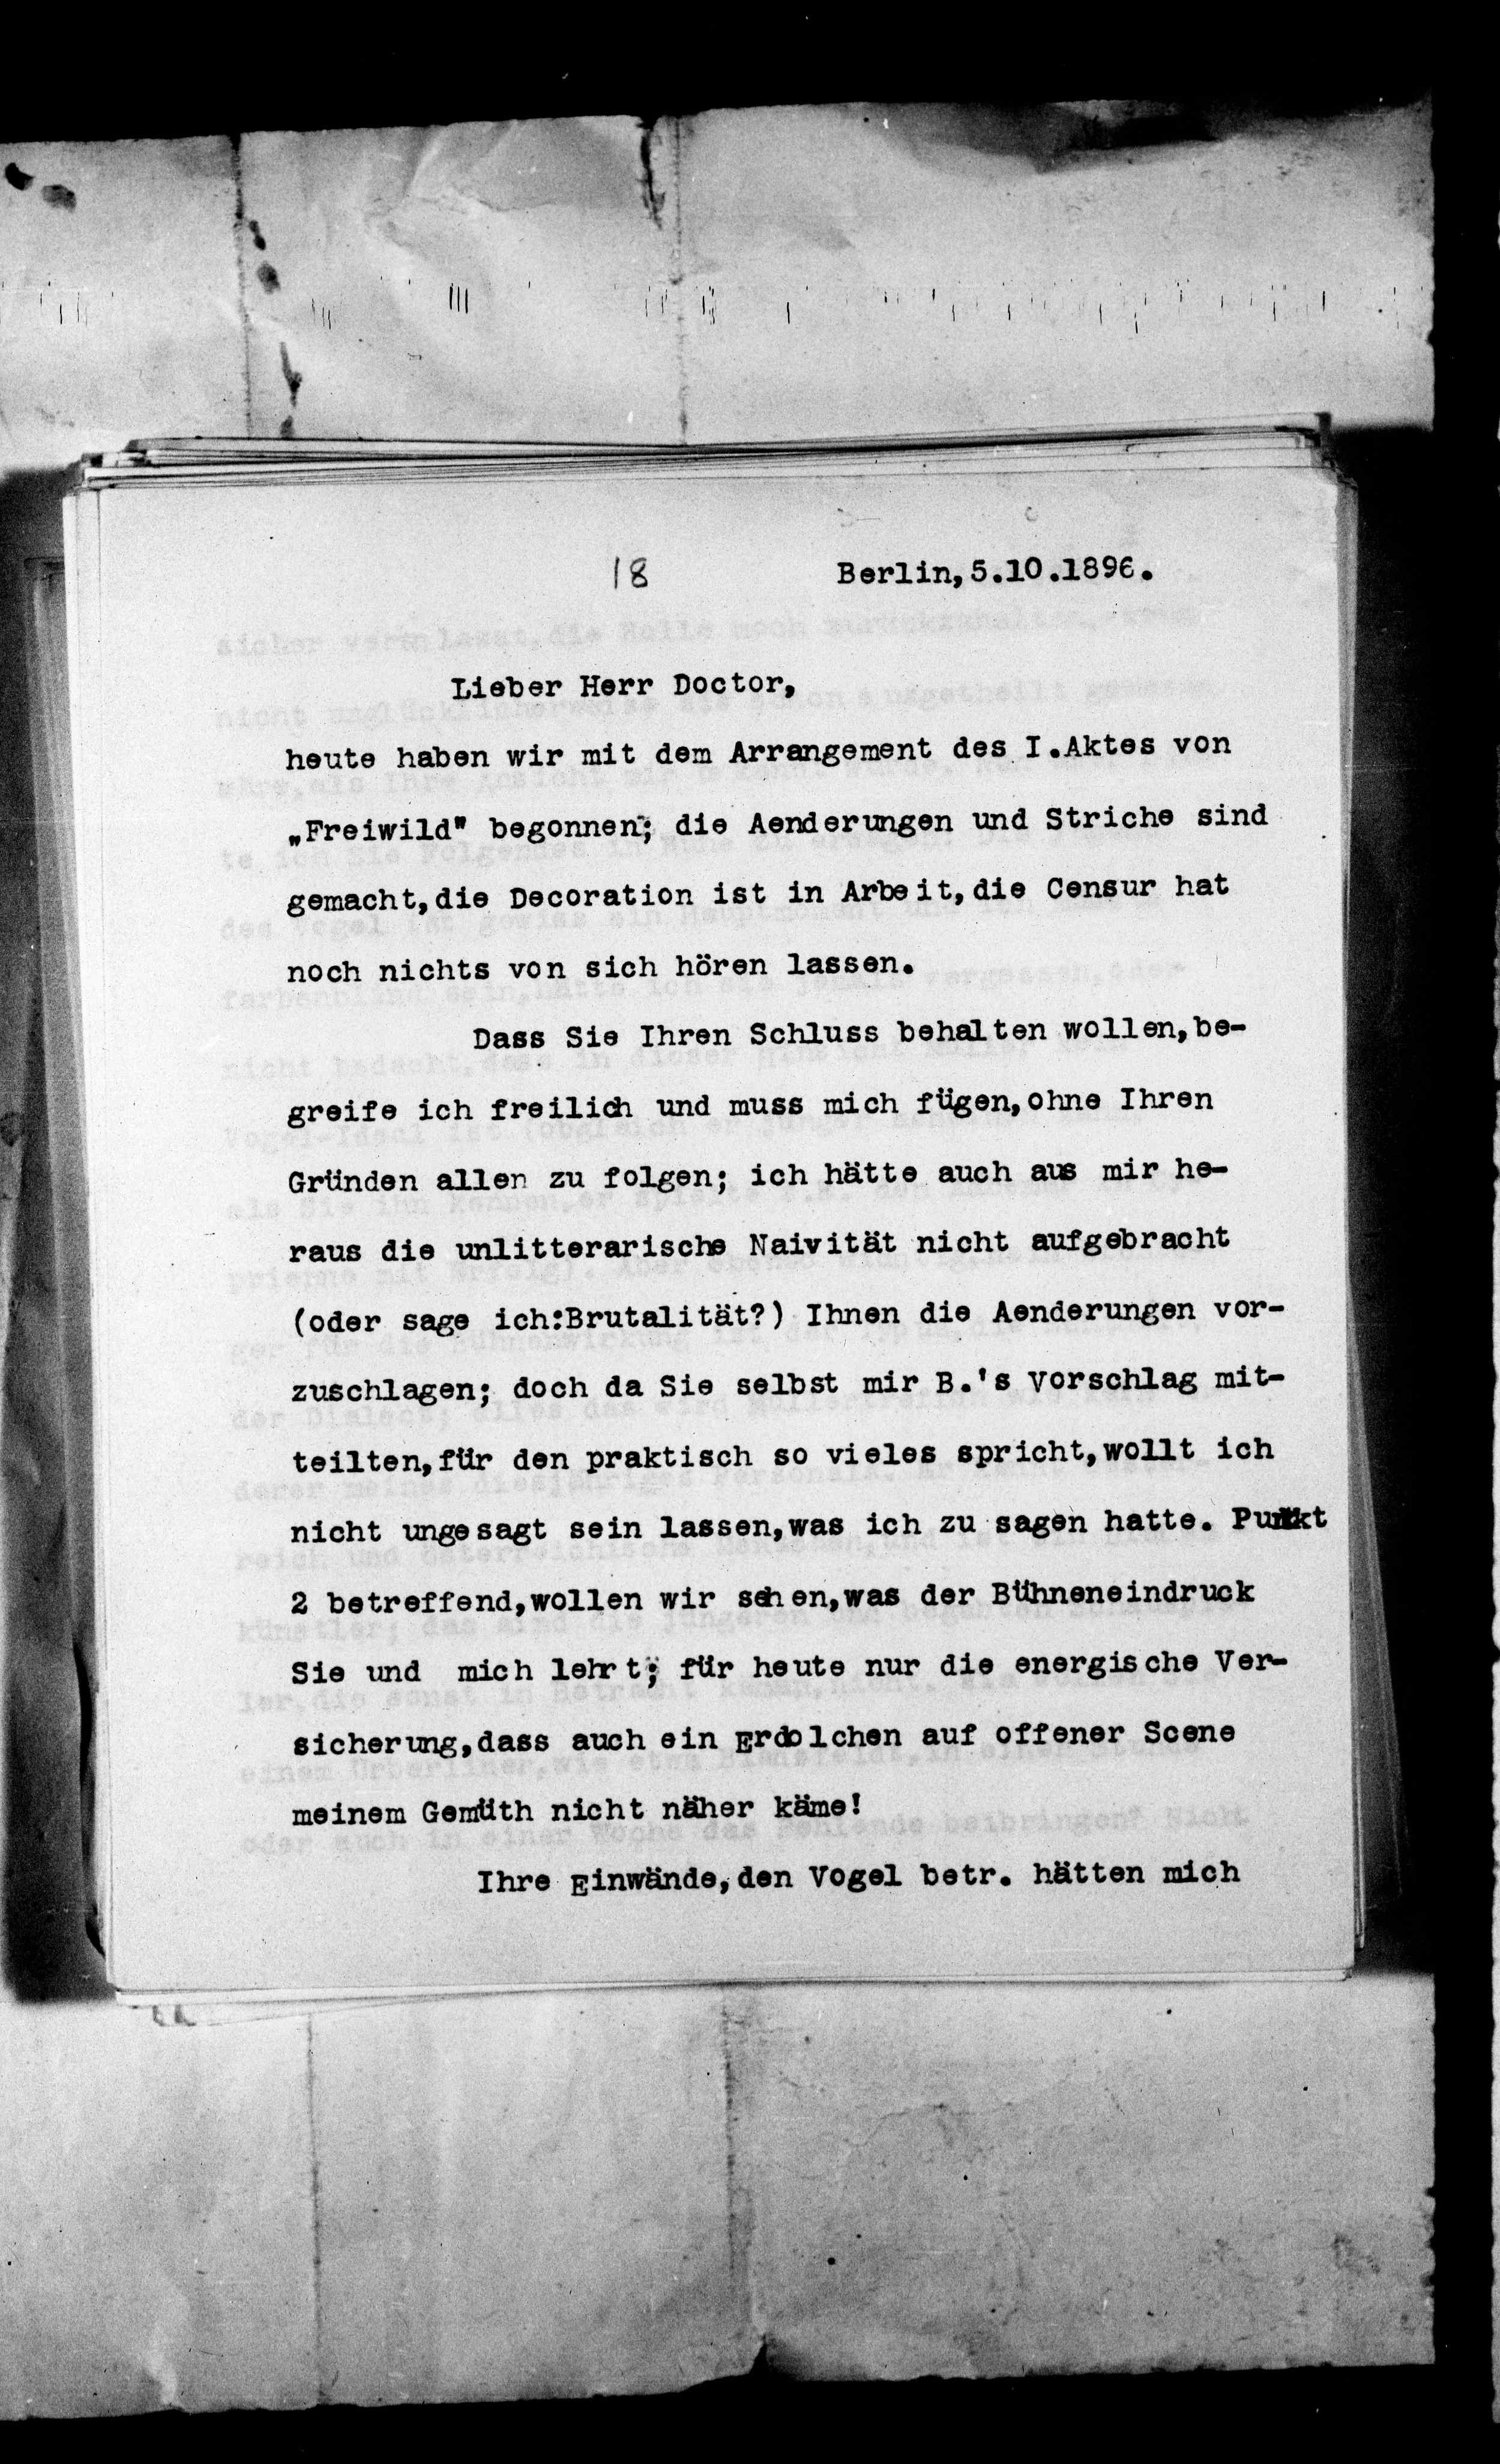 18
Berlin, 5.10.1896.
Lieber Herr Doctor,
heute haben wir mit dem Arrangement des I.Aktes von
„Freiwild" begonnen; die Aenderungen und Striche sind
gemacht,die Decoration ist in Arbeit,die Censur hat
noch nichts von sich hören lassen.
Dass Sie Ihren Schluss behalten wollen,be-
greife ich freilich und muss mich fügen,ohne Ihren
Gründen allen zu folgen; ich hätte auch aus mir he-
raus die unlitterarische Naivität nicht aufgebracht
(oder sage ich:Brutalität?) Ihnen die Aenderungen vor-
zuschlagen; doch da Sie selbst mir B.'s Vorschlag mit-
teilten,für den praktisch so vieles spricht,wollt ich
nicht ungesagt sein lassen,was ich zu sagen hatte. Punkt
2 betreffend,wollen wir sehen,was der Bühneneindruck
Sie und mich lehrt; für heute nur die energische Ver-
sicherung,dass auch ein Erdolchen auf offener Scene
meinem Gemüth nicht näher käme!
Ihre Einwände,den Vogel betr. hätten mich